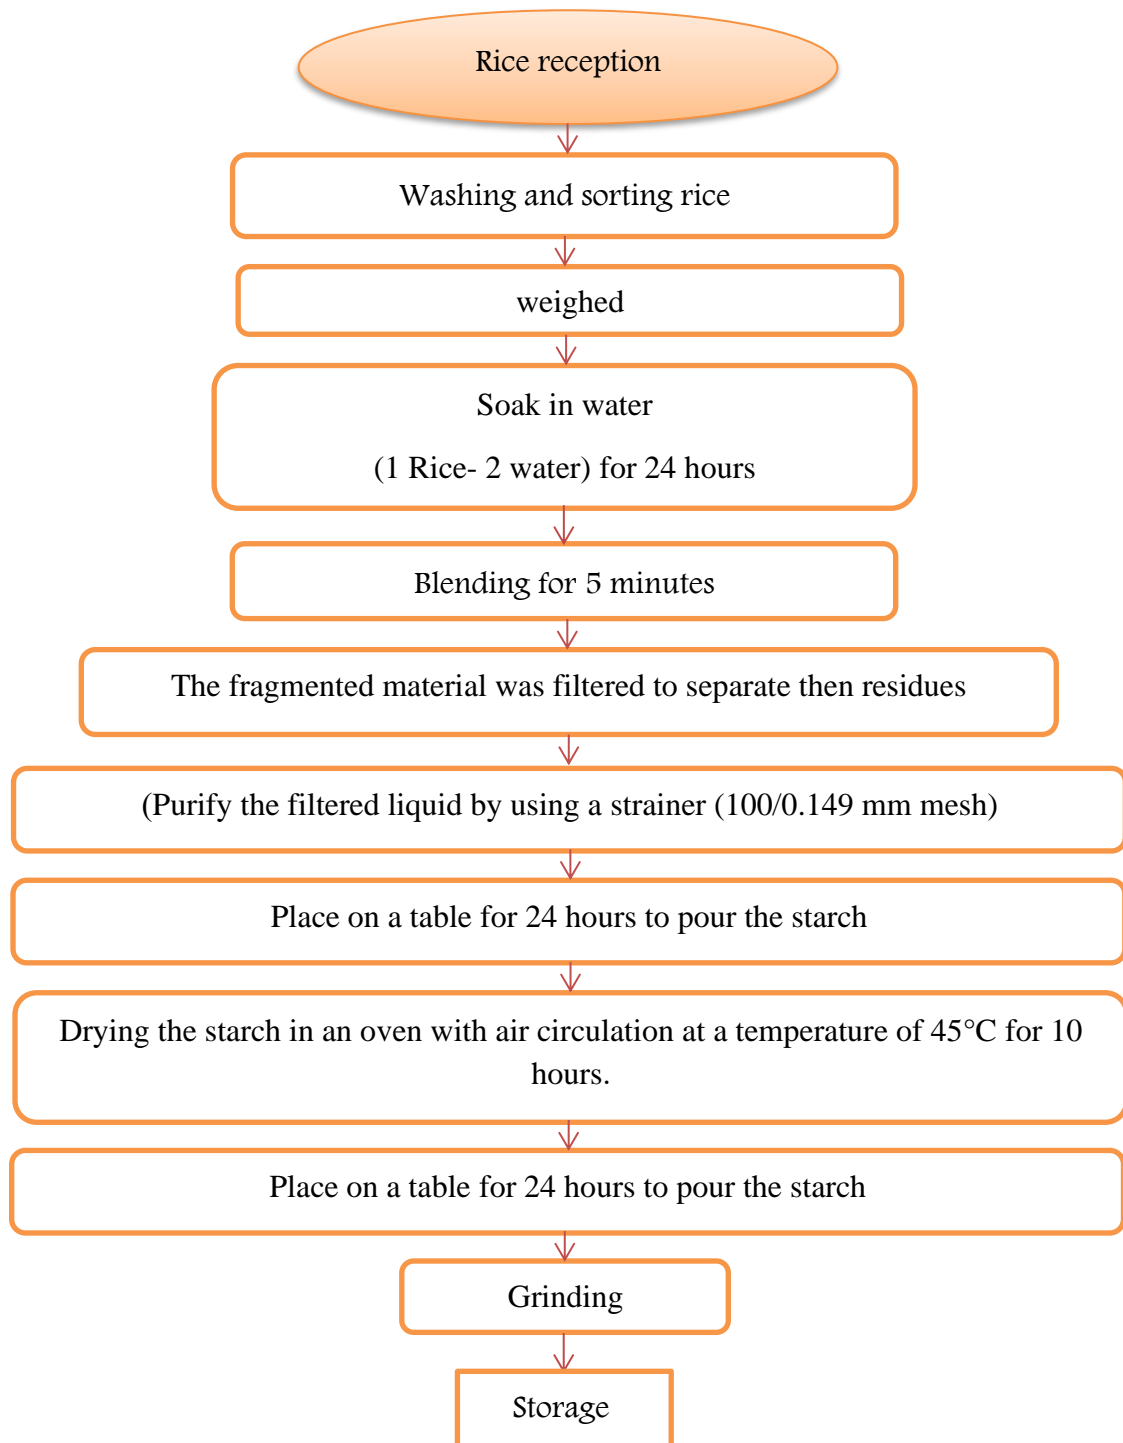 Rice reception
Washing and sorting rice
weighed
Soak in water
(1 Rice- 2 water) for 24 hours
Blending for 5 minutes
The fragmented material was filtered to separate then residues
(Purify the filtered liquid by using a strainer (100/0.149 mm mesh)
Place on a table for 24 hours to pour the starch
Drying the starch in an oven with air circulation at a temperature of 45°C for 10
hours.
Place on a table for 24 hours to pour the starch
Grinding
Storage